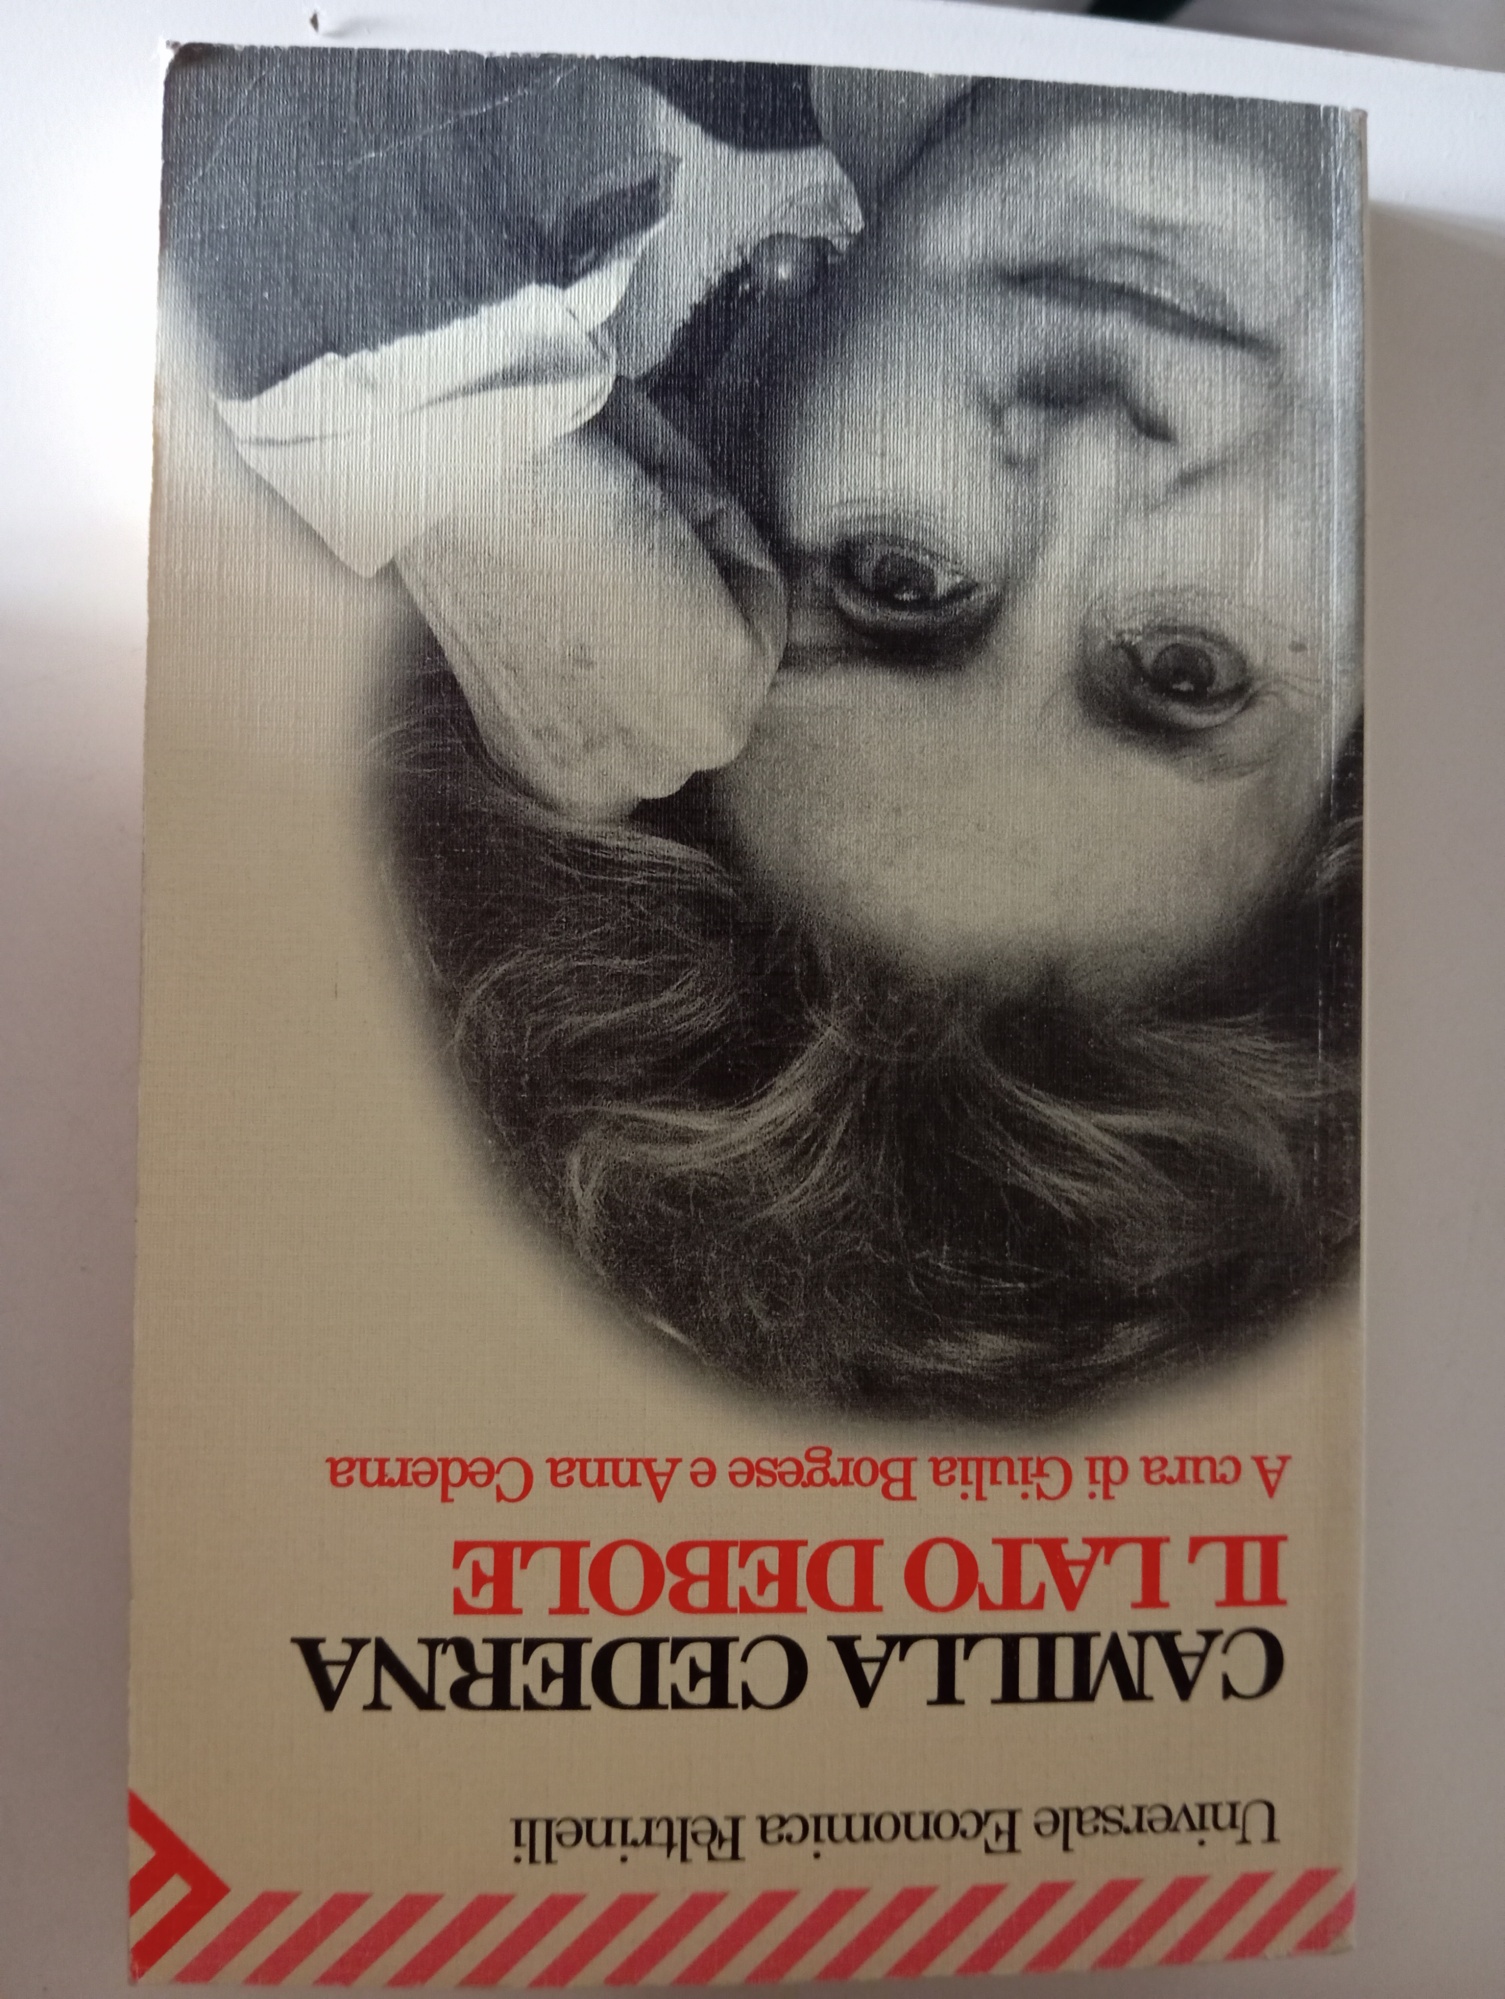 Universale Economica Feltrinelli
CAMILLA CEDERNA
IL LATO DEBOLE
A cura di Giulia Borgese e Anna Cederna